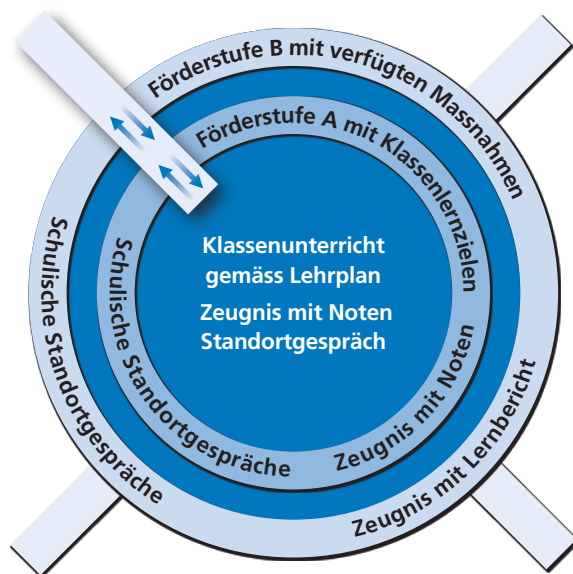 Förderstufe B mit verfügten Massnahmen
Schulische Standortgespräche
Zeugnis mit Lernbericht
Förderstufe A mit Klassenlernzielen
Schulische Standortgespräche
Zeugnis mit Noten
Klassenunterricht
gemäss Lehrplan
Zeugnis mit Noten
Standortgespräch